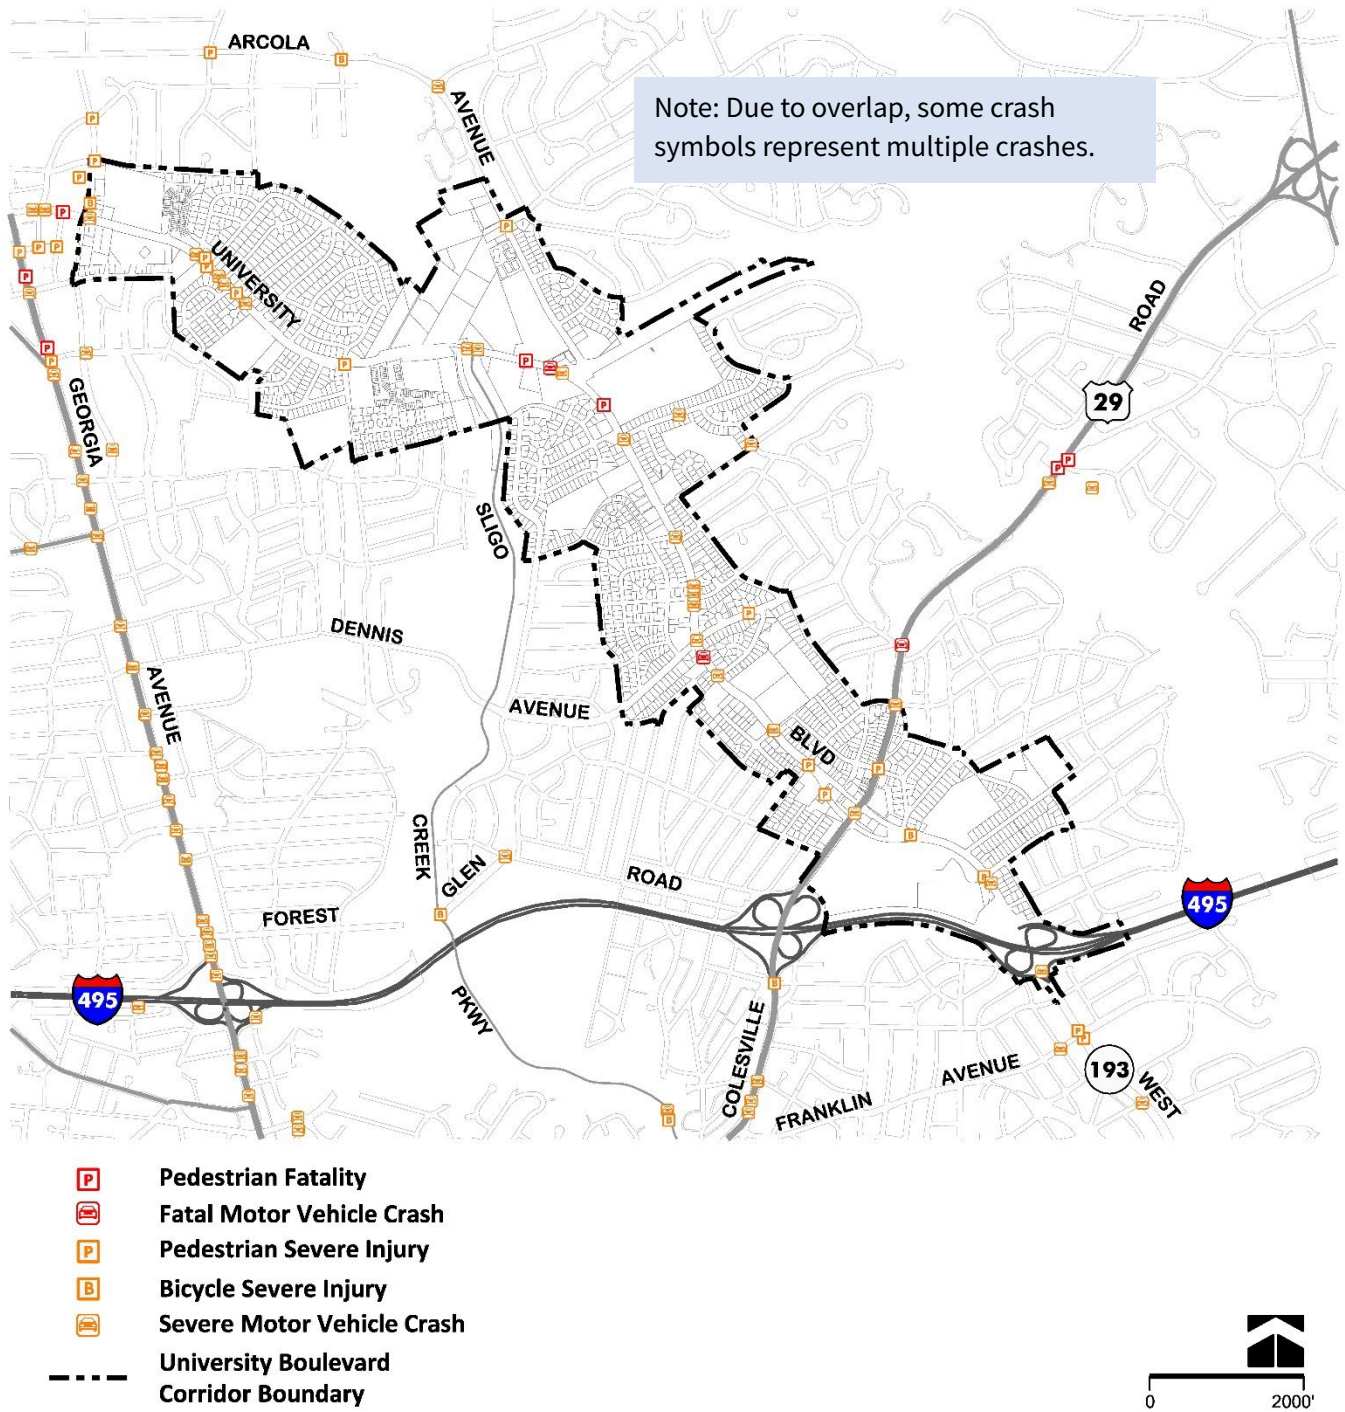 ARCOLA
AVENUE
Note: Due to overlap, some crash
symbols represent multiple crashes.
UNIVERSITY
ROAD
29
GEORGIA
SLIGO
DENNIS
AVENUE
AVENUE
BLVD
CREEK
GLEN
ROAD
FOREST
495
495
PKWY
COLESVILLE
FRANKLIN
AVENUE
193
WEST
P Pedestrian Fatality
Fatal Motor Vehicle Crash
P Pedestrian Severe Injury
B Bicycle Severe Injury
Severe Motor Vehicle Crash
University Boulevard
Corridor Boundary
0 2000'